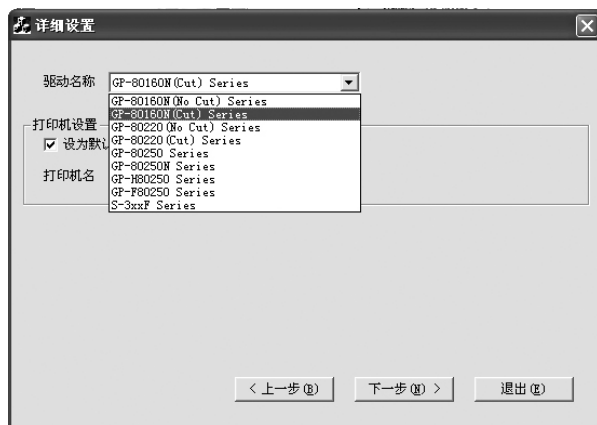 详细设置
驱动名称 GP-80160N(Cut) Series
GP-80160N(No Cut) Series
GP-80160N(Cut) Series
打印机设置 GP-80220(No Cut) Series
设为默认 GP-80220(Cut) Series
GP-80250 Series
GP-80250N Series
打印机名 GP-H80250 Series
GP-F80250 Series
S-3xxF Series
<上一步(B) 下一步(N)> 退出(E)